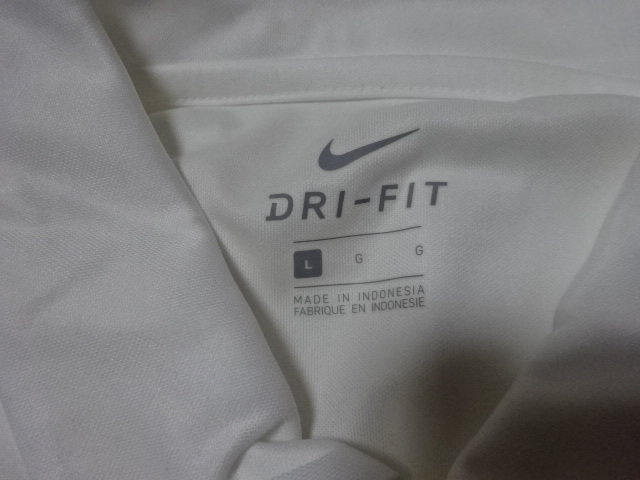 DRI-FIT
L G G
MADE IN INDONESIA
FABRIQUE EN INDONESIE